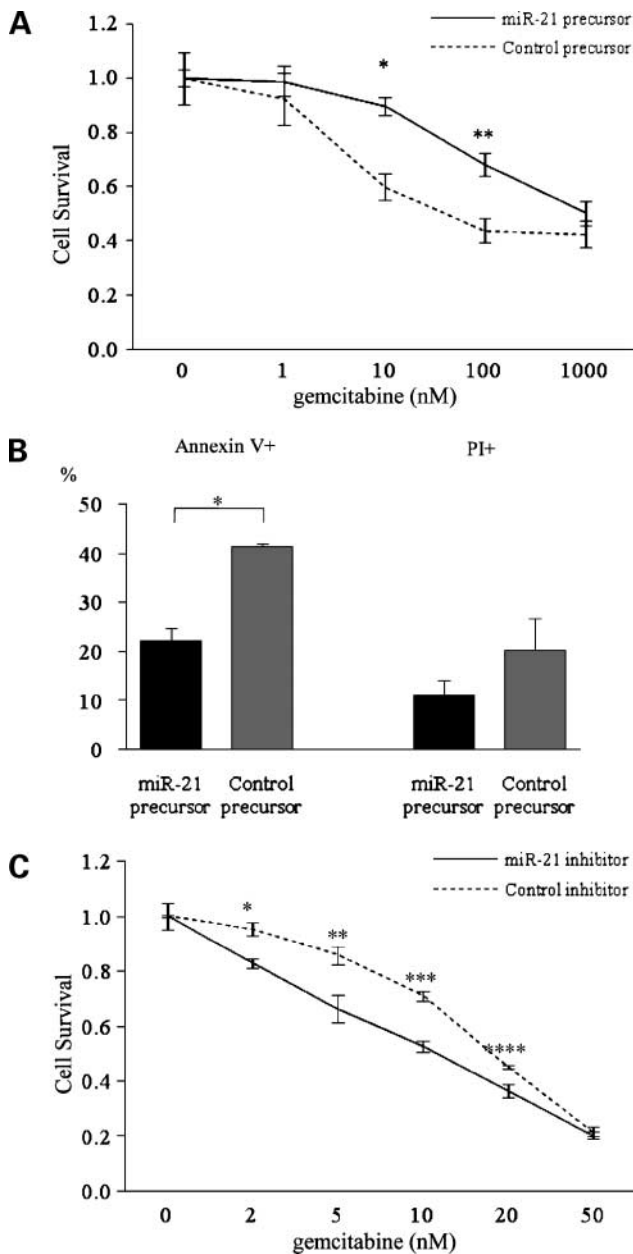 A
1.2
1.0
0.8
0.6
0.4
0.2
0.0
Cell Survival
miR-21 precursor
Control precursor
*
**
0 1 10 100 1000
gemcitabine (nM)
B
Annexin V+ PI+
%
50
40
30
20
10
0
*
miR-21 precursor
Control precursor
miR-21 precursor
Control precursor
C
1.2
1.0
0.8
0.6
0.4
0.2
0.0
Cell Survival
miR-21 inhibitor
Control inhibitor
*
**
***
****
0 2 5 10 20 50
gemcitabine (nM)